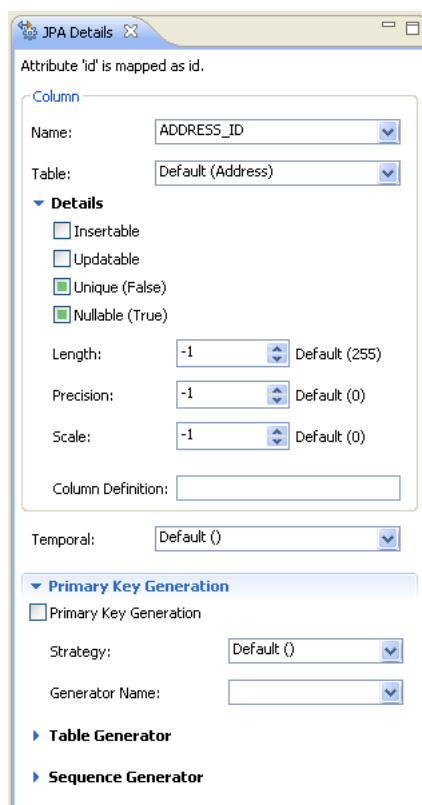 JPA Details
Attribute 'id' is mapped as id.
Column
Name: ADDRESS_ID
Table: Default (Address)
Details
Insertable
Updatable
Unique (False)
Nullable (True)
Length: -1 Default (255)
Precision: -1 Default (0)
Scale: -1 Default (0)
Column Definition:
Temporal: Default ()
Primary Key Generation
Primary Key Generation
Strategy: Default ()
Generator Name:
Table Generator
Sequence Generator